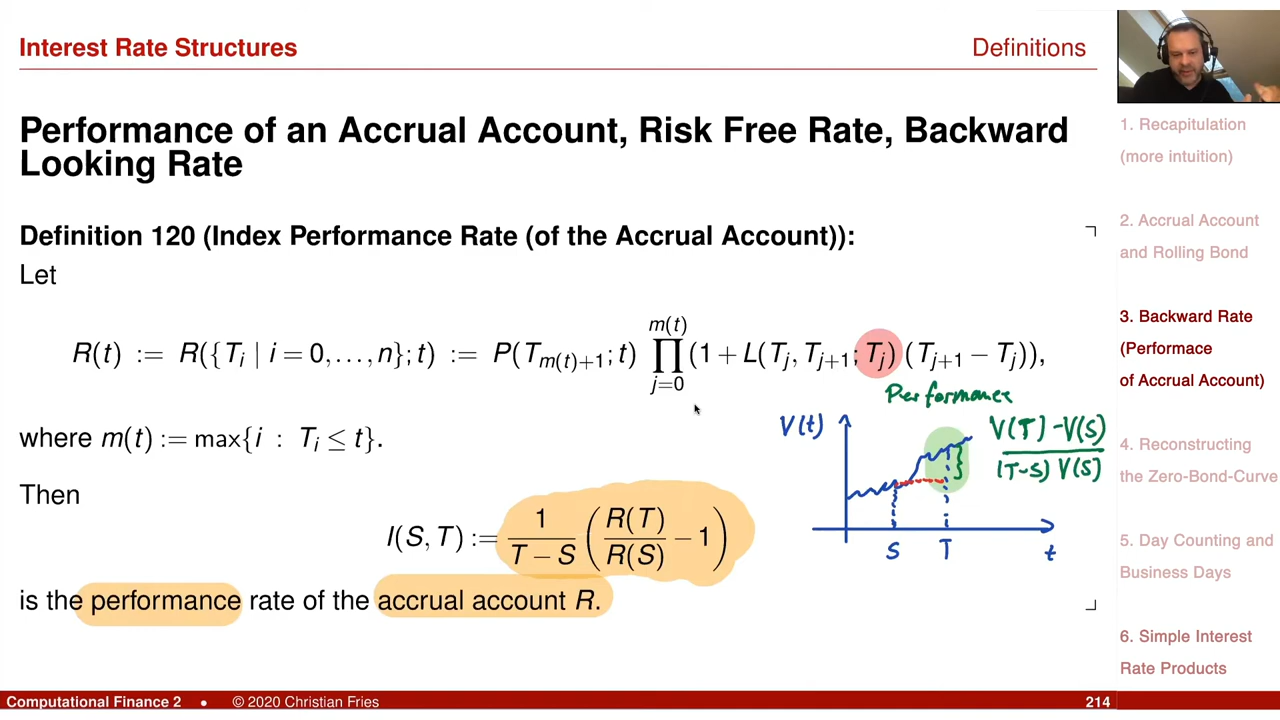 Interest Rate Structures
Definitions
Performance of an Accrual Account, Risk Free Rate, Backward
Looking Rate
Definition 120 (Index Performance Rate (of the Accrual Account)):
Let
R(t) := R({T_i | i = 0, . . . , n}; t) := P(T_{m(t)+1}; t) ∏_{j=0}^{m(t)} (1 + L(T_j, T_{j+1}; T_j) (T_{j+1} − T_j)),
where m(t) := max{i : T_i ≤ t}.
Then
I(S, T) := 1/(T − S) (R(T)/R(S) − 1)
is the performance rate of the accrual account R.
Performance
V(t)
V(T) - V(S)
(T-S) V(S)
S T t
1. Recapitulation
(more intuition)
2. Accrual Account
and Rolling Bond
3. Backward Rate
(Performace
of Accrual Account)
4. Reconstructing
the Zero-Bond-Curve
5. Day Counting and
Business Days
6. Simple Interest
Rate Products
Computational Finance 2 • © 2020 Christian Fries
214